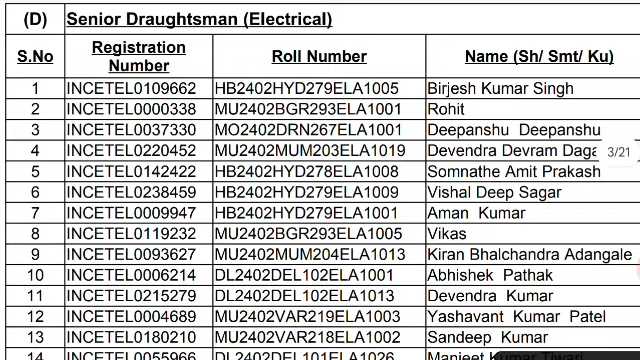 (D) Senior Draughtsman (Electrical)
S.No Registration Number Roll Number Name (Sh/ Smt/ Ku)
1 INCETEL0109662 HB2402HYD279ELA1005 Birjesh Kumar Singh
2 INCETEL0000338 MU2402BGR293ELA1001 Rohit
3 INCETEL0037330 MO2402DRN267ELA1001 Deepanshu Deepanshu
4 INCETEL0220452 MU2402MUM203ELA1019 Devendra Devram
3/21
5 INCETEL0142422 HB2402HYD278ELA1008 Somnathe Amit Prakash
6 INCETEL0238459 HB2402HYD279ELA1009 Vishal Deep Sagar
7 INCETEL0009947 HB2402HYD279ELA1001 Aman Kumar
8 INCETEL0119232 MU2402BGR293ELA1005 Vikas
9 INCETEL0093627 MU2402MUM204ELA1013 Kiran Bhalchandra Adangale
10 INCETEL0006214 DL2402DEL102ELA1001 Abhishek Pathak
11 INCETEL0215279 DL2402DEL102ELA1013 Devendra Kumar
12 INCETEL0004689 MU2402VAR219ELA1003 Yashavant Kumar Patel
13 INCETEL0180210 MU2402VAR218ELA1002 Sandeep Kumar
14 INCETEL0055966 DL2402DEL101ELA1026 Manjeet Kumar Tiwari